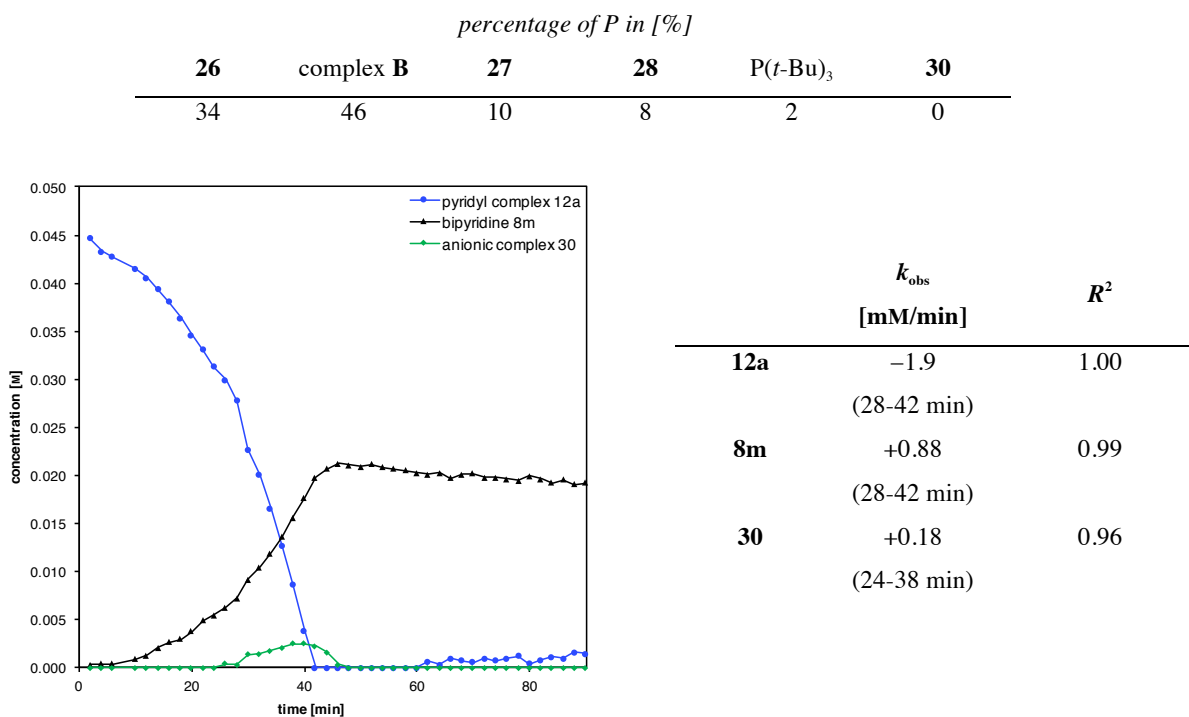 percentage of P in [%]
26 complex B 27 28 P(t-Bu)₃ 30
34 46 10 8 2 0
0.050
0.045
0.040
0.035
0.030
0.025
0.020
0.015
0.010
0.005
0.000
concentration [M]
pyridyl complex 12a
bipyridine 8m
anionic complex 30
0 20 40 60 80
time [min]
k_obs
[mM/min] R²
12a −1.9 1.00
(28-42 min)
8m +0.88 0.99
(28-42 min)
30 +0.18 0.96
(24-38 min)